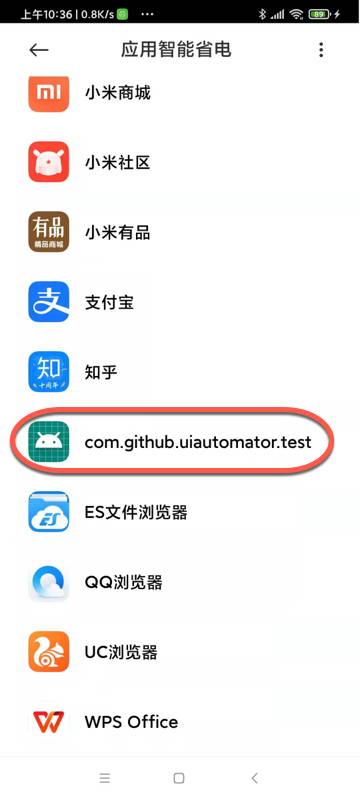 上午10:36 | 0.8K/s
89
应用智能省电
小米商城
小米社区
有品
精品商城
小米有品
支
支付宝
知
十周年
知乎
com.github.uiautomator.test
ES
ES文件浏览器
QQ浏览器
UC浏览器
W
WPS Office